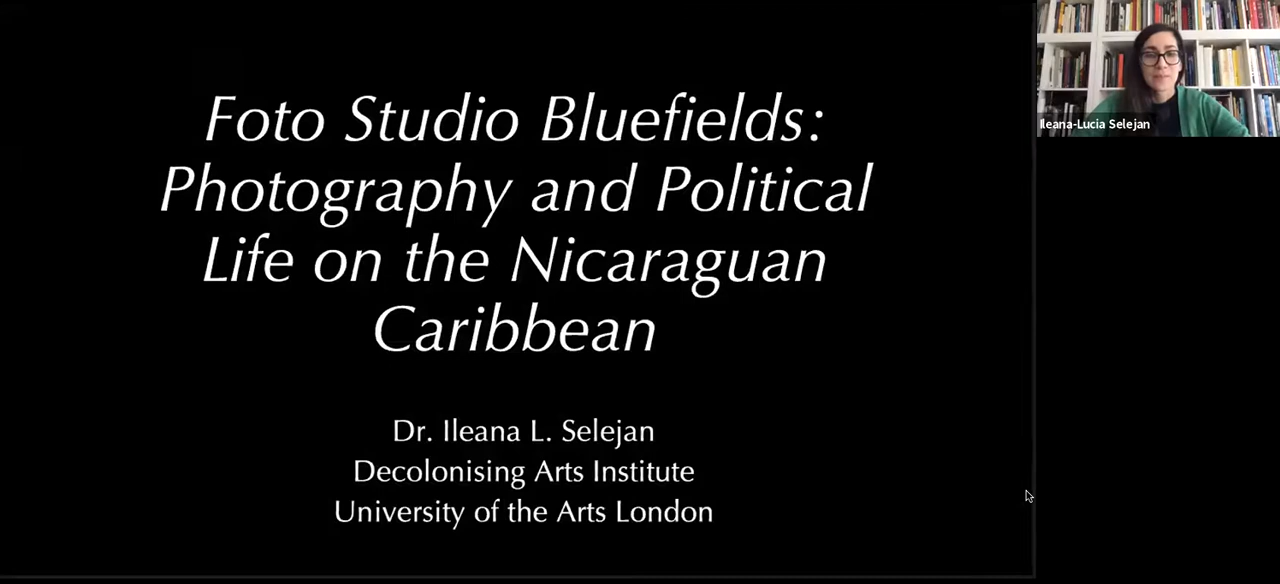 Foto Studio Bluefields:
Photography and Political
Life on the Nicaraguan
Caribbean
Dr. Ileana L. Selejan
Decolonising Arts Institute
University of the Arts London
Ileana-Lucia Selejan